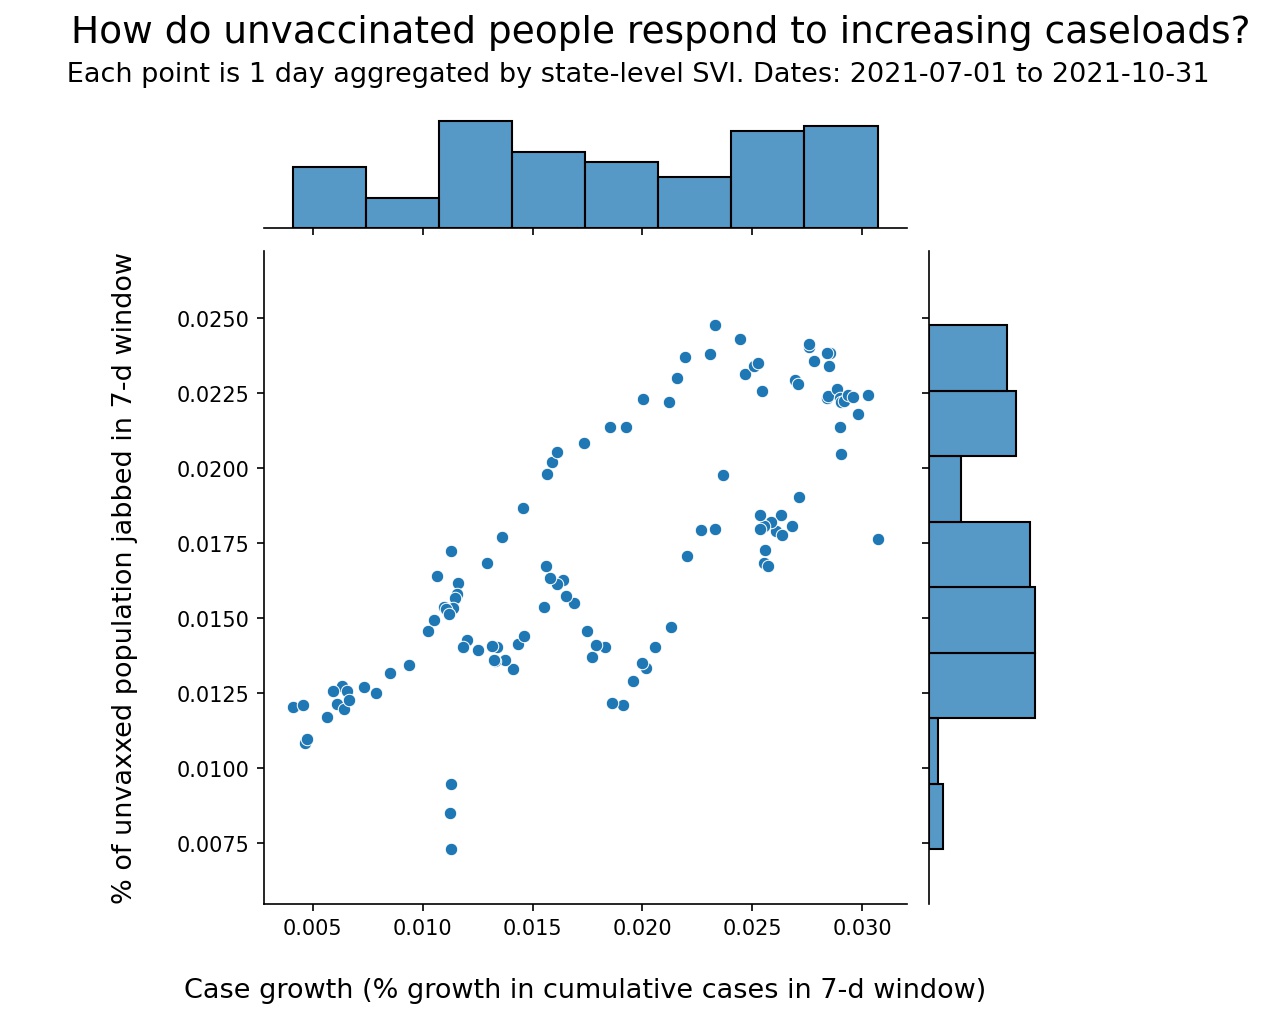 How do unvaccinated people respond to increasing caseloads?
Each point is 1 day aggregated by state-level SVI. Dates: 2021-07-01 to 2021-10-31
% of unvaxxed population jabbed in 7-d window
0.0250
0.0225
0.0200
0.0175
0.0150
0.0125
0.0100
0.0075
0.005 0.010 0.015 0.020 0.025 0.030
Case growth (% growth in cumulative cases in 7-d window)